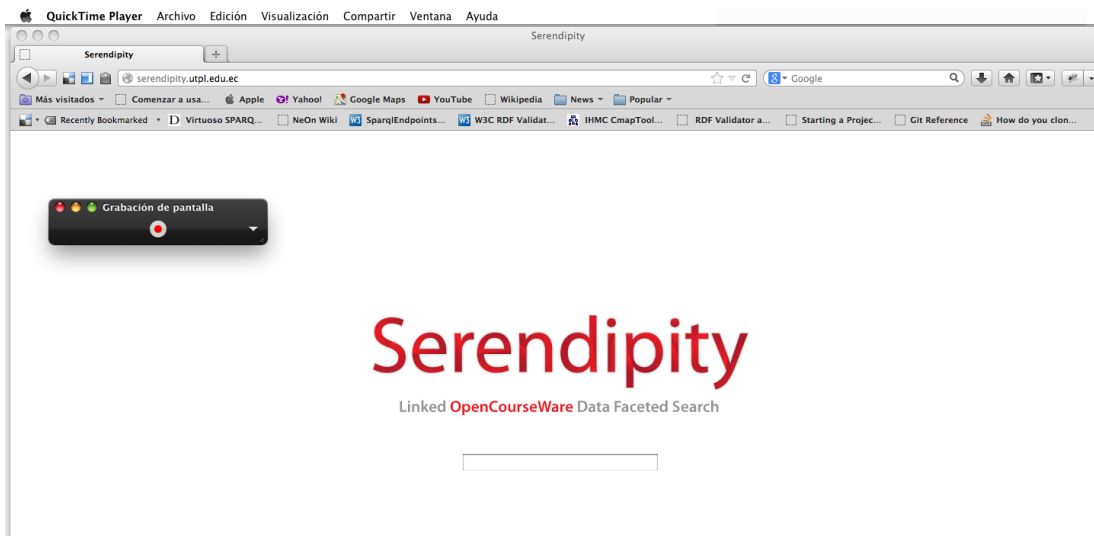 QuickTime Player Archivo Edición Visualización Compartir Ventana Ayuda
Serendipity
Serendipity
serendipity.utpl.edu.ec Google
Más visitados Comenzar a usa... Apple Yahoo! Google Maps YouTube Wikipedia News Popular
Recently Bookmarked Virtuoso SPARQ... NeOn Wiki SparqlEndpoints... W3C RDF Validat... IHMC CmapTool... RDF Validator a... Starting a Projec... Git Reference How do you clon...
Grabación de pantalla
Serendipity
Linked OpenCourseWare Data Faceted Search